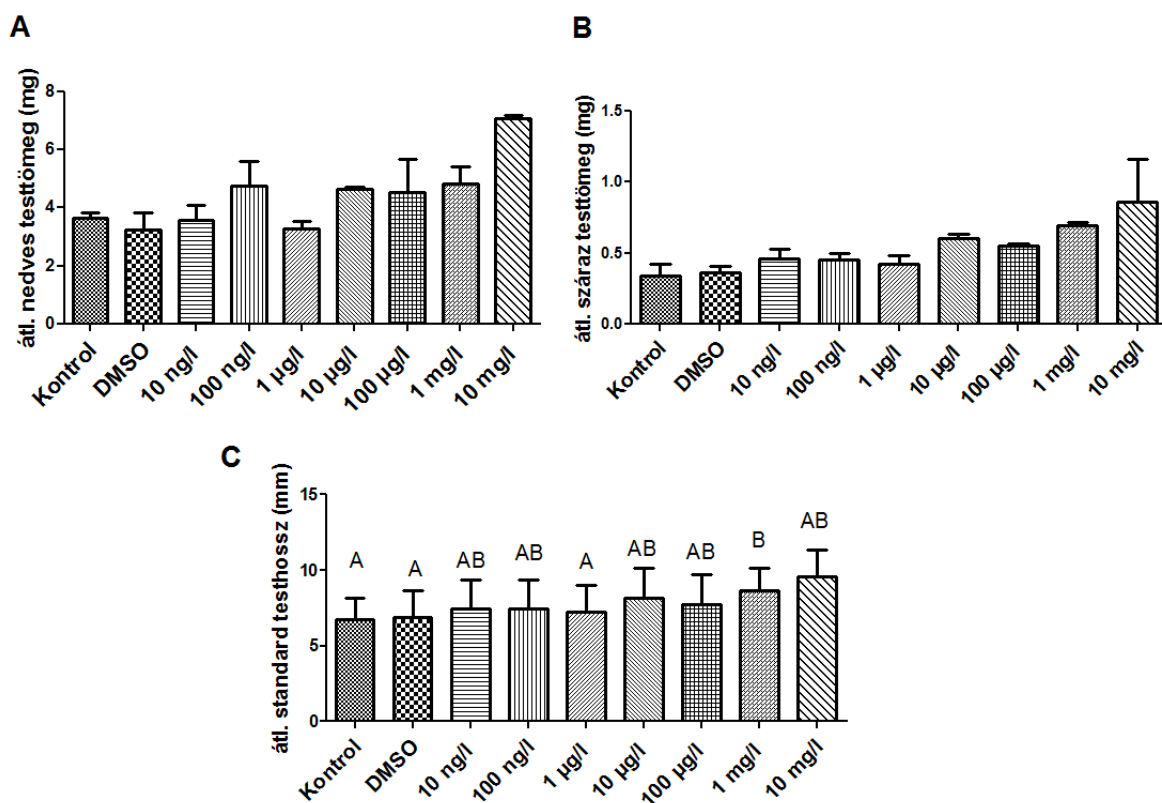 A
átl. nedves testtömeg (mg)
8
6
4
2
0
Kontrol
DMSO
10 ng/l
100 ng/l
1 µg/l
10 µg/l
100 µg/l
1 mg/l
10 mg/l
B
átl. száraz testtömeg (mg)
1.5
1.0
0.5
0.0
Kontrol
DMSO
10 ng/l
100 ng/l
1 µg/l
10 µg/l
100 µg/l
1 mg/l
10 mg/l
C
átl. standard testhossz (mm)
15
10
5
0
A
A
AB
AB
A
AB
AB
B
AB
Kontrol
DMSO
10 ng/l
100 ng/l
1 µg/l
10 µg/l
100 µg/l
1 mg/l
10 mg/l